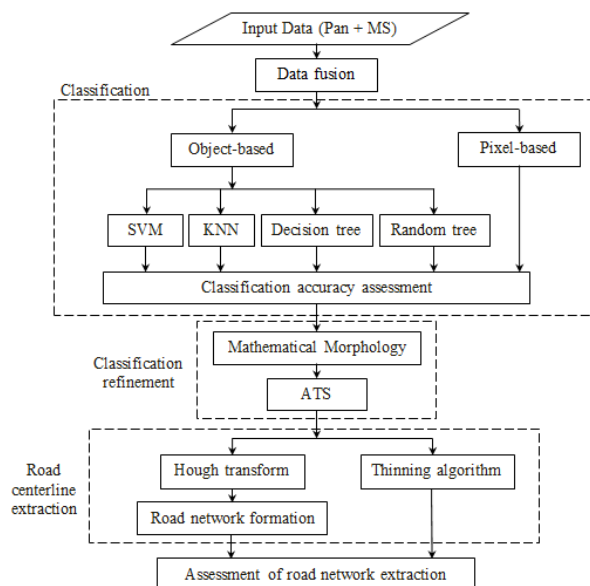 Input Data (Pan + MS)
Data fusion
Classification
Object-based
Pixel-based
SVM
KNN
Decision tree
Random tree
Classification accuracy assessment
Classification
refinement
Mathematical Morphology
ATS
Road
centerline
extraction
Hough transform
Thinning algorithm
Road network formation
Assessment of road network extraction